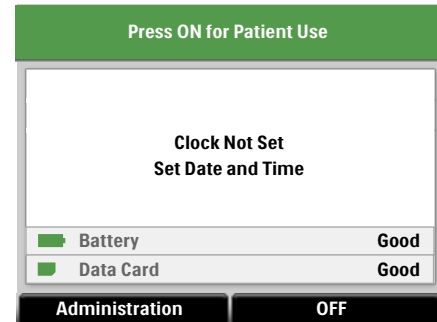 Press ON for Patient Use
Clock Not Set
Set Date and Time
Battery Good
Data Card Good
Administration OFF